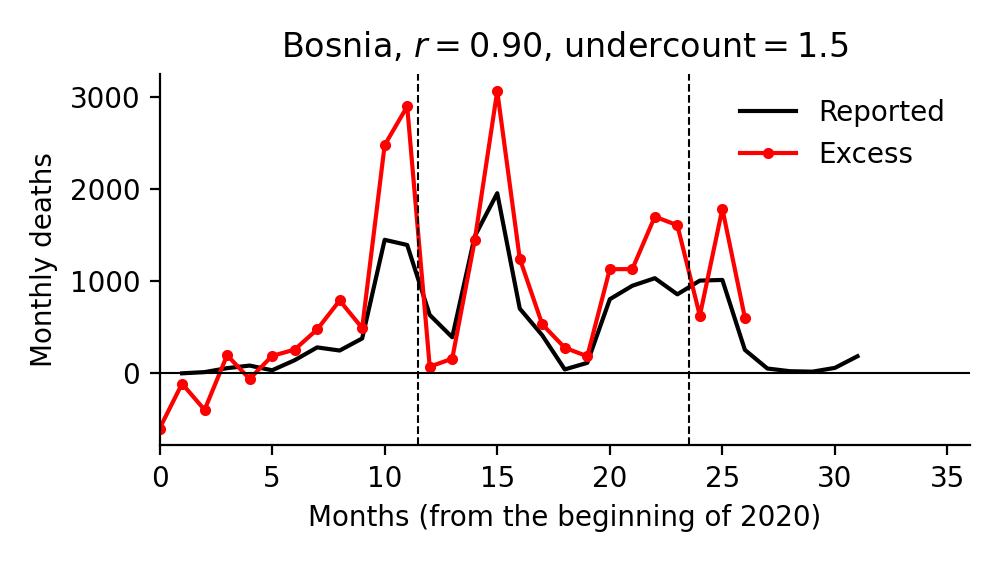 Bosnia, r = 0.90, undercount = 1.5
Monthly deaths
3000
2000
1000
0
Reported
Excess
0 5 10 15 20 25 30 35
Months (from the beginning of 2020)